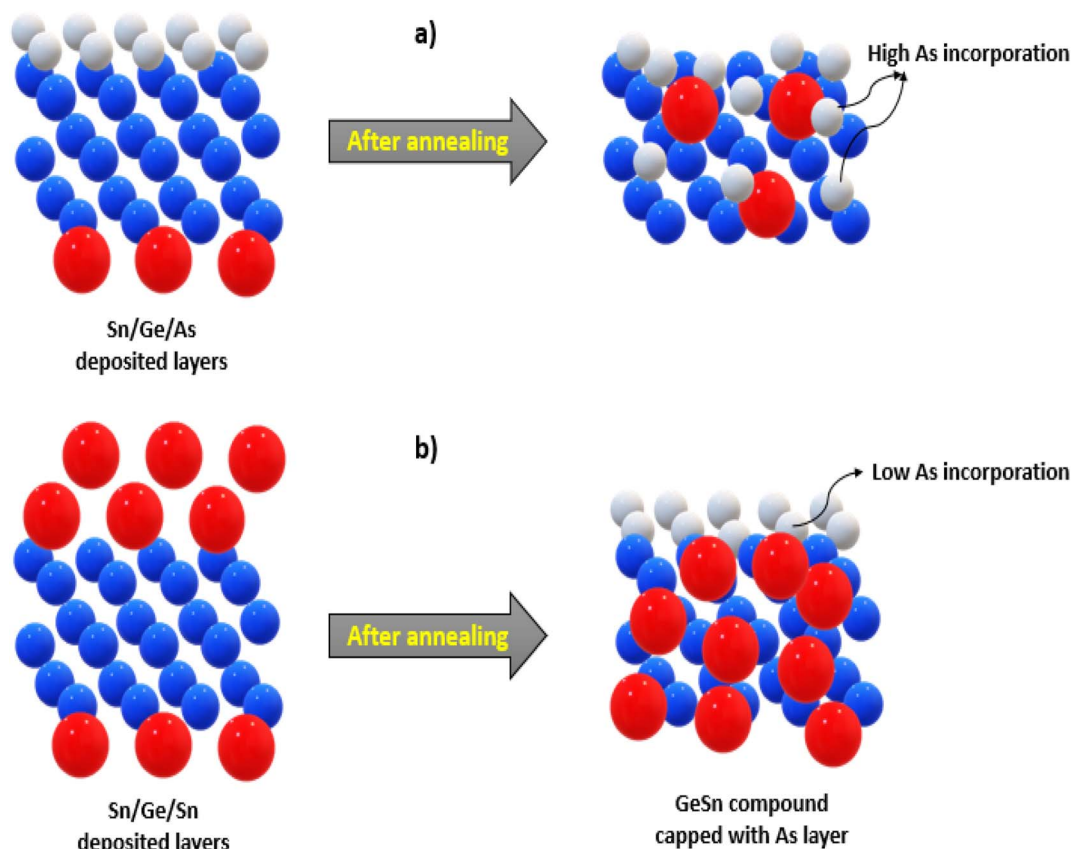 a)
High As incorporation
After annealing
Sn/Ge/As
deposited layers
b)
Low As incorporation
After annealing
Sn/Ge/Sn
deposited layers
GeSn compound
capped with As layer